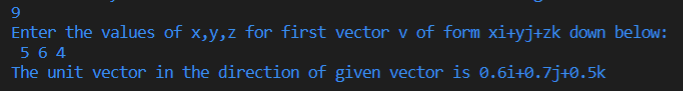 9
Enter the values of x,y,z for first vector v of form xi+yj+zk down below:
5 6 4
The unit vector in the direction of given vector is 0.6i+0.7j+0.5k